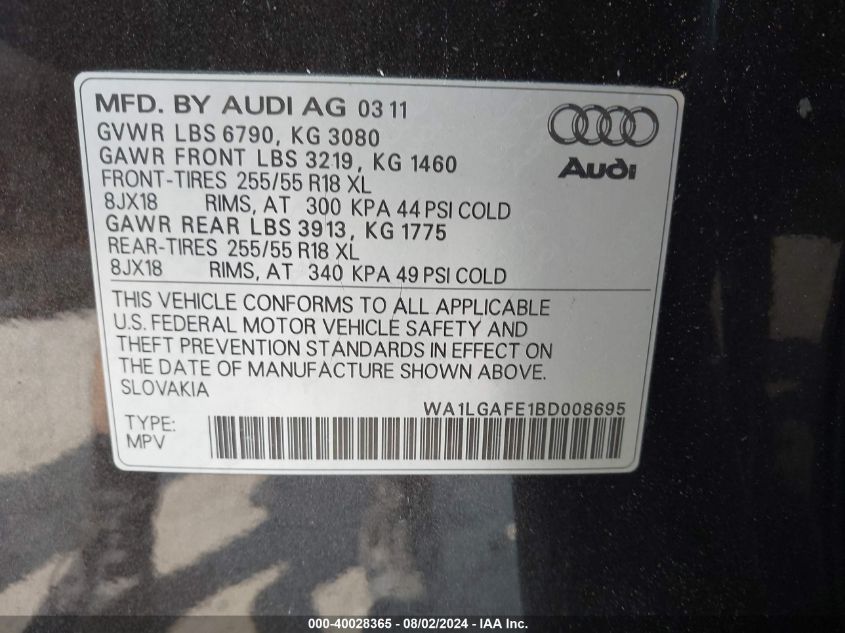 MFD. BY AUDI AG 03 11
GVWR LBS 6790, KG 3080
GAWR FRONT LBS 3219, KG 1460
FRONT-TIRES 255/55 R18 XL
8JX18 RIMS, AT 300 KPA 44 PSI COLD
GAWR REAR LBS 3913, KG 1775
REAR-TIRES 255/55 R18 XL
8JX18 RIMS, AT 340 KPA 49 PSI COLD
Audi
THIS VEHICLE CONFORMS TO ALL APPLICABLE
U.S. FEDERAL MOTOR VEHICLE SAFETY AND
THEFT PREVENTION STANDARDS IN EFFECT ON
THE DATE OF MANUFACTURE SHOWN ABOVE.
SLOVAKIA
WA1LGAFE1BD008695
TYPE:
MPV
000-40028365 - 08/02/2024 - IAA Inc.